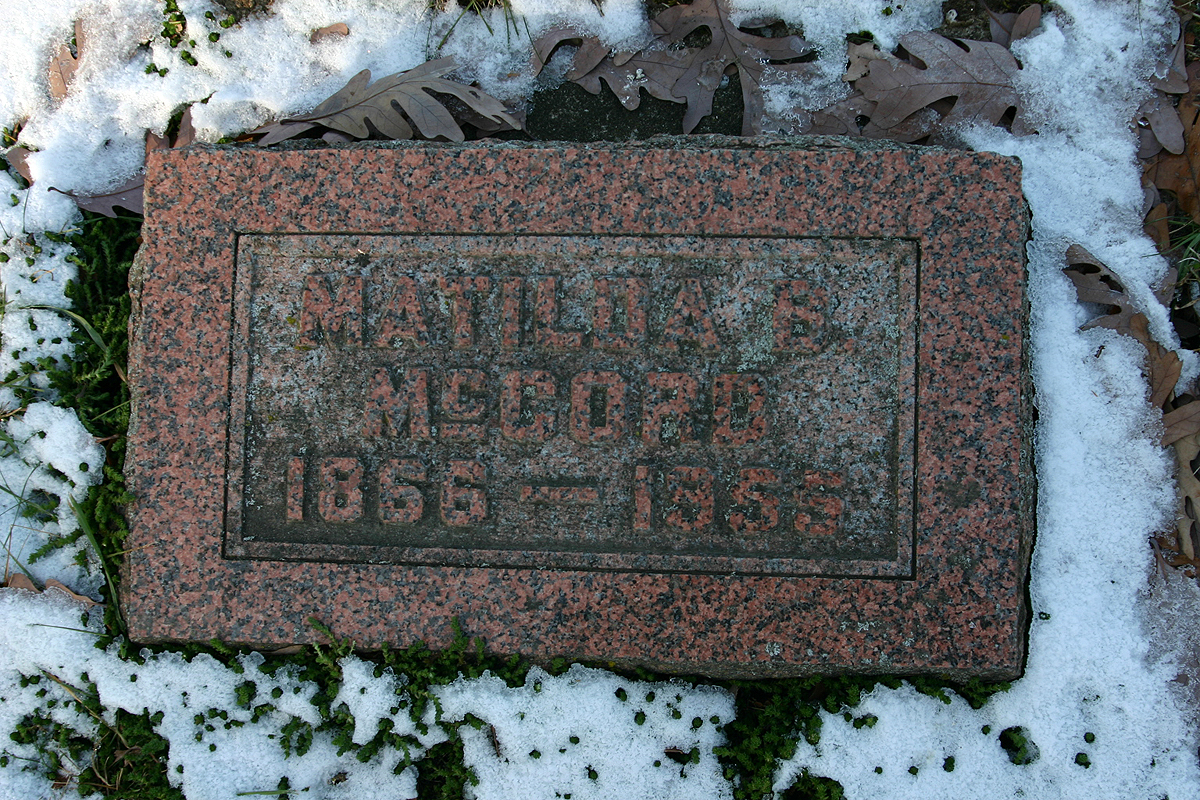 MATILDA B.
McCORD
1866 — 1955